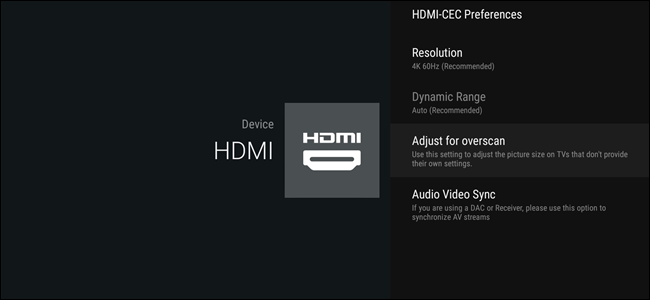 Device
HDMI
HDMI
HDMI-CEC Preferences
Resolution
4K 60Hz (Recommended)
Dynamic Range
Auto (Recommended)
Adjust for overscan
Use this setting to adjust the picture size on TVs that don't provide
their own settings.
Audio Video Sync
If you are using a DAC or Receiver, please use this option to
synchronize AV streams